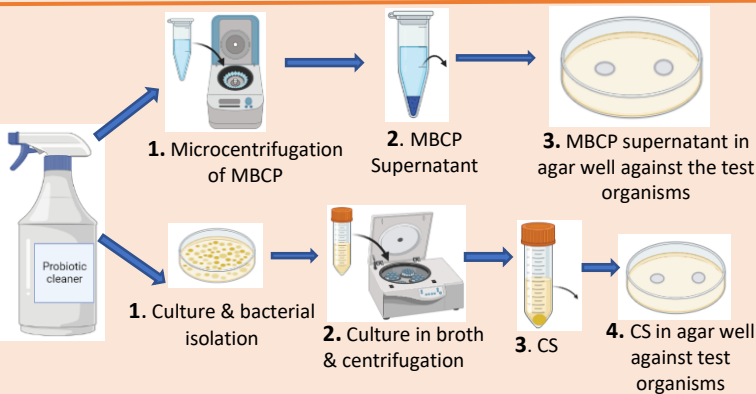 1. Microcentrifugation
of MBCP
2. MBCP
Supernatant
3. MBCP supernatant in
agar well against the test
organisms
Probiotic
cleaner
1. Culture & bacterial
isolation
2. Culture in broth
& centrifugation
3. CS
4. CS in agar well
against test
organisms